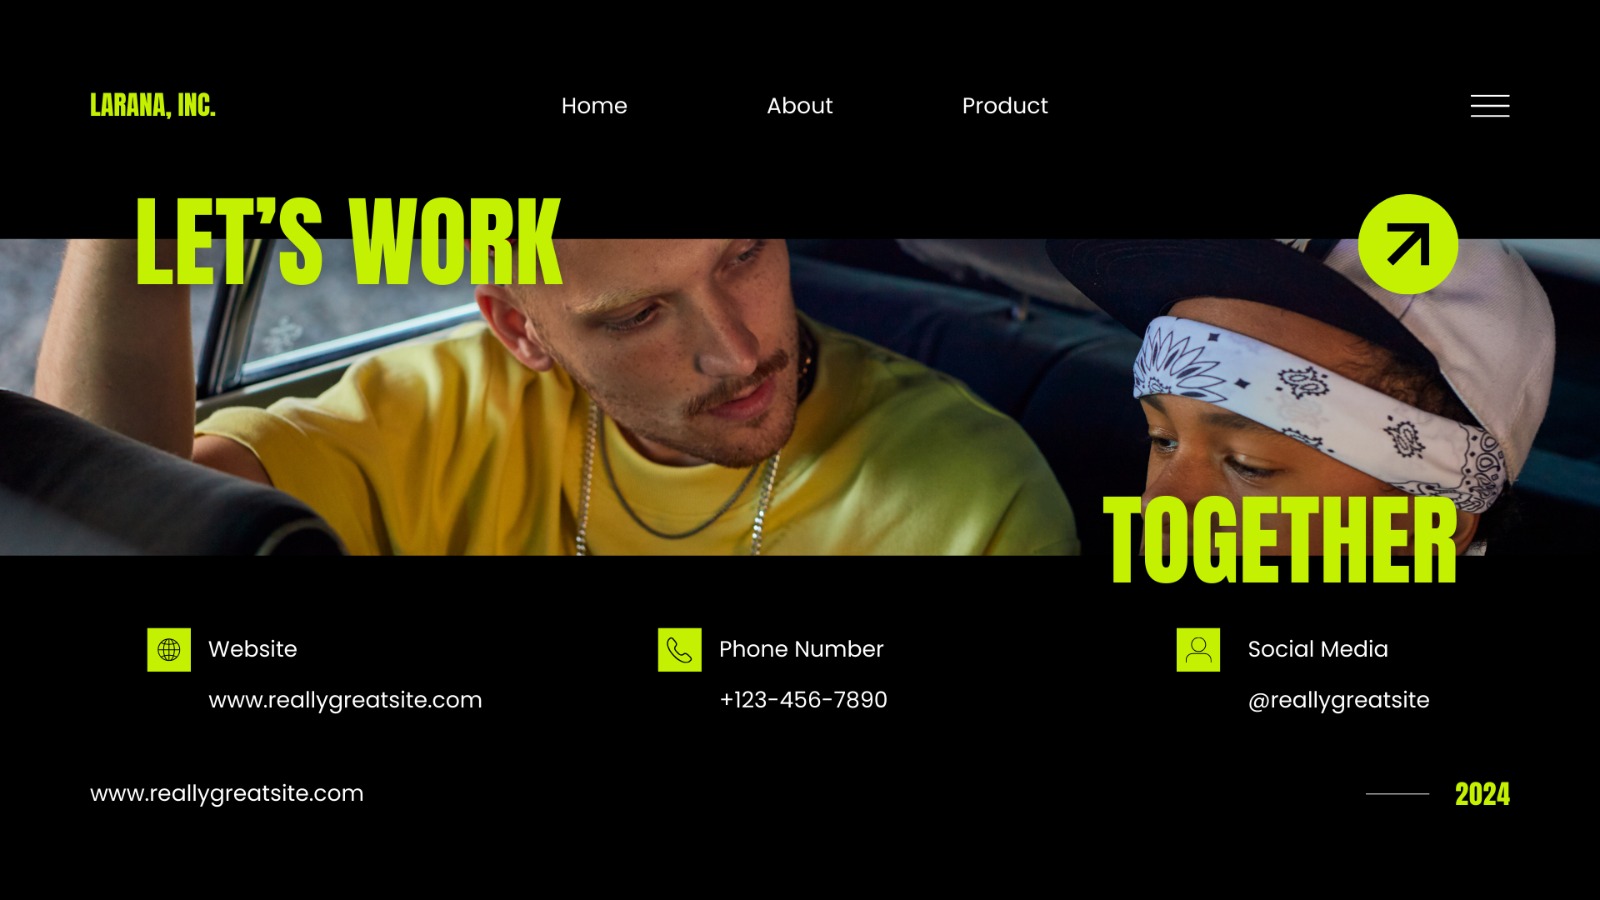 LARANA, INC.
Home
About
Product
LET’S WORK
TOGETHER
Website
www.reallygreatsite.com
Phone Number
+123-456-7890
Social Media
@reallygreatsite
www.reallygreatsite.com
2024